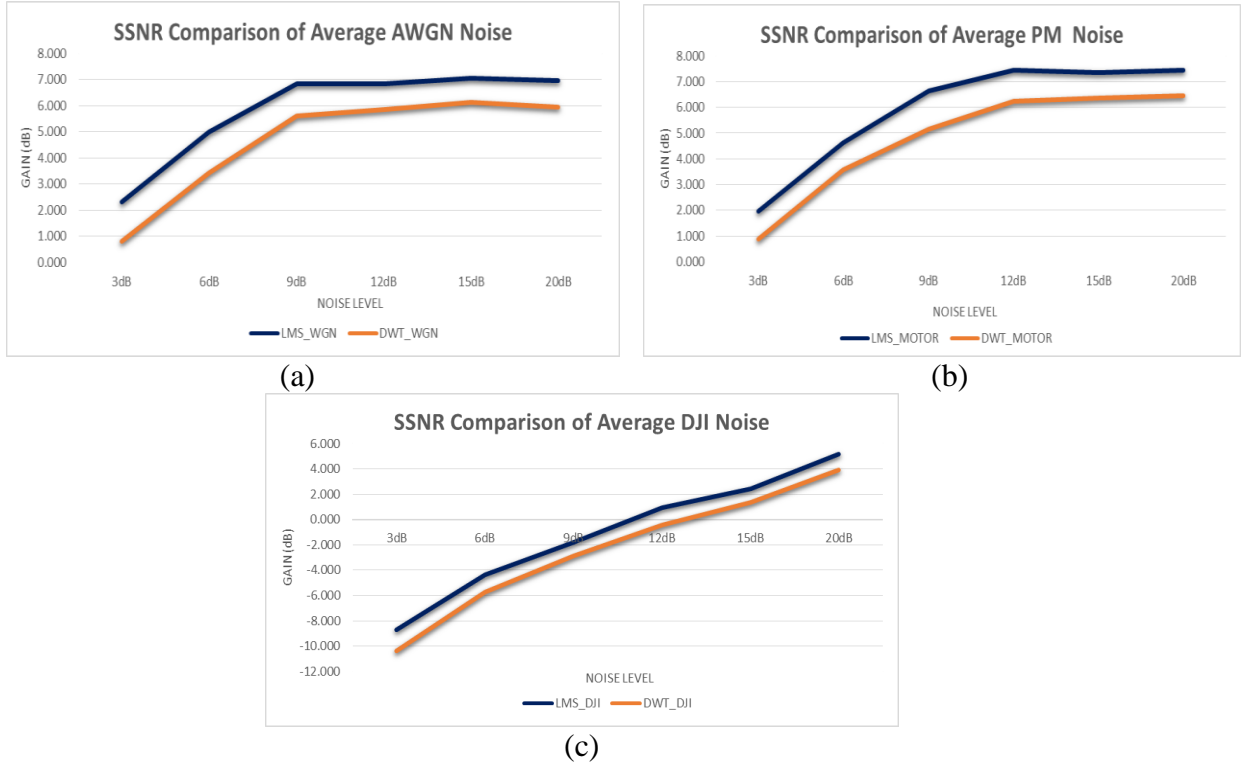 SSNR Comparison of Average AWGN Noise
8.000
7.000
6.000
5.000
4.000
3.000
2.000
1.000
0.000
GAIN (dB)
3dB 6dB 9dB 12dB 15dB 20dB
NOISE LEVEL
LMS_WGN DWT_WGN
(a)
SSNR Comparison of Average PM Noise
8.000
7.000
6.000
5.000
4.000
3.000
2.000
1.000
0.000
GAIN (dB)
3dB 6dB 9dB 12dB 15dB 20dB
NOISE LEVEL
LMS_MOTOR DWT_MOTOR
(b)
SSNR Comparison of Average DJI Noise
6.000
4.000
2.000
0.000
-2.000
-4.000
-6.000
-8.000
-10.000
-12.000
GAIN (dB)
3dB 6dB 9dB 12dB 15dB 20dB
NOISE LEVEL
LMS_DJI DWT_DJI
(c)